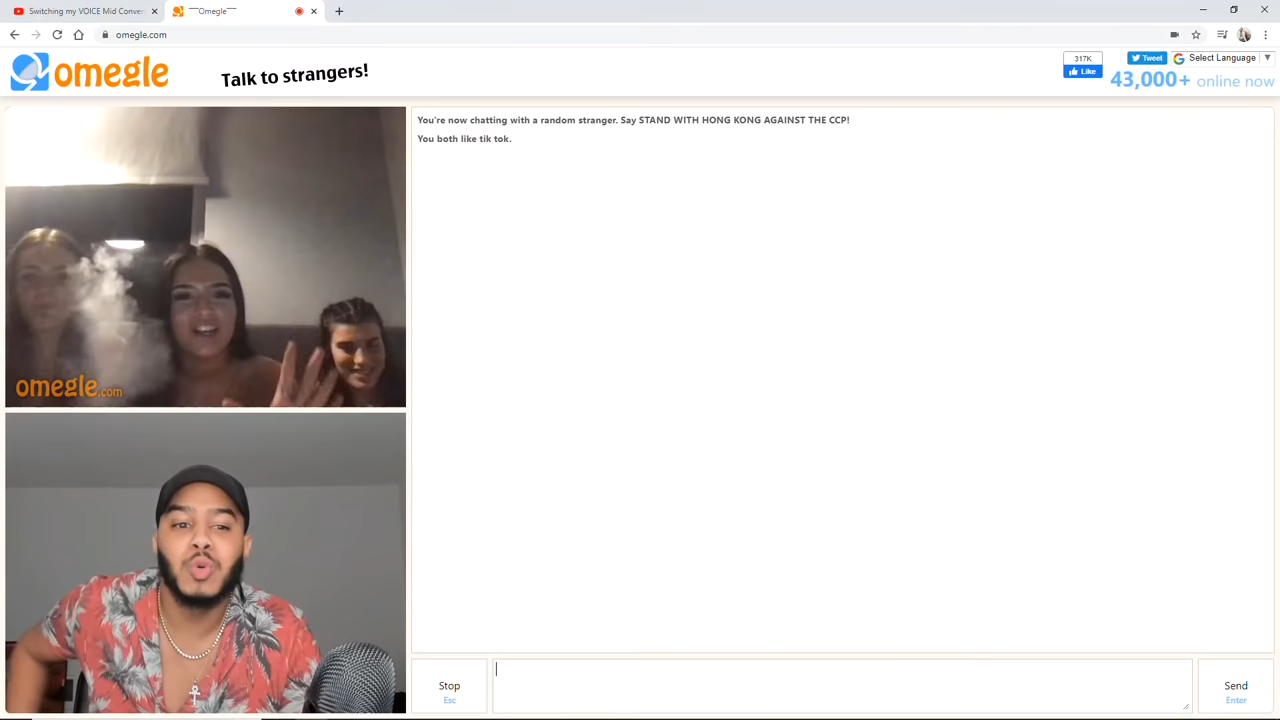 Switching my VOICE Mid Conver
Omegle
omegle.com
omegle
Talk to strangers!
317K
Like
Tweet
Select Language
43,000+ online now
You're now chatting with a random stranger. Say STAND WITH HONG KONG AGAINST THE CCP!
You both like tik tok.
omegle.com
Stop
Esc
Send
Enter